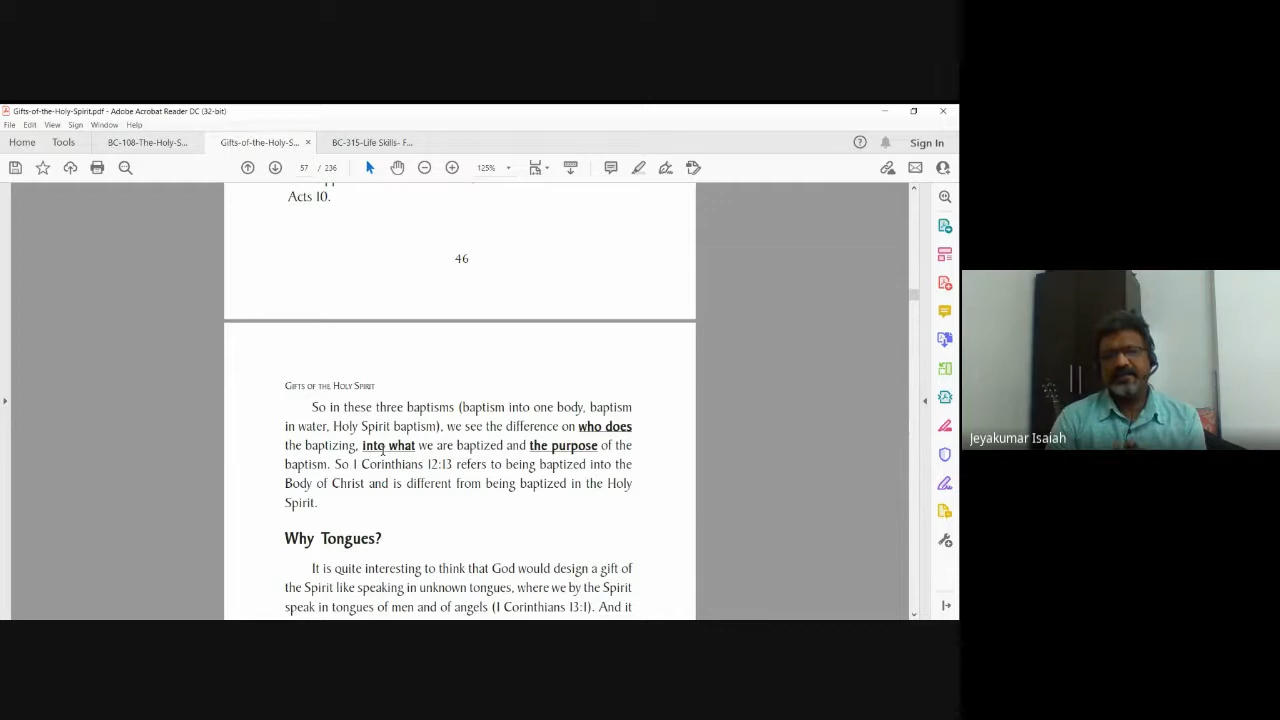 Gifts-of-the-Holy-Spirit.pdf - Adobe Acrobat Reader DC (32-bit)
File Edit View Sign Window Help
Home Tools BC-108-The-Holy-S... Gifts-of-the-Holy-S... × BC-315-Life Skills- F... Sign In
57 / 236 125%
Acts 10.
46
Gifts of the Holy Spirit
So in these three baptisms (baptism into one body, baptism
in water, Holy Spirit baptism), we see the difference on who does
the baptizing, into what we are baptized and the purpose of the
baptism. So 1 Corinthians 12:13 refers to being baptized into the
Body of Christ and is different from being baptized in the Holy
Spirit.
Why Tongues?
It is quite interesting to think that God would design a gift of
the Spirit like speaking in unknown tongues, where we by the Spirit
speak in tongues of men and of angels (1 Corinthians 13:1). And it
Jeyakumar Isaiah